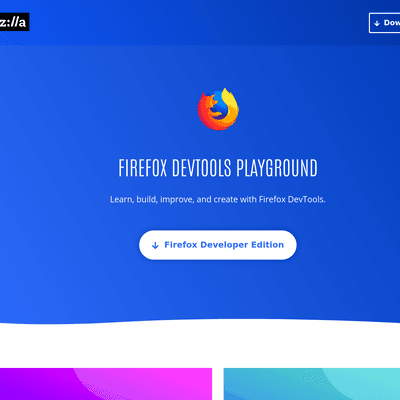 z://a
Dow
FIREFOX DEVTOOLS PLAYGROUND
Learn, build, improve, and create with Firefox DevTools.
Firefox Developer Edition